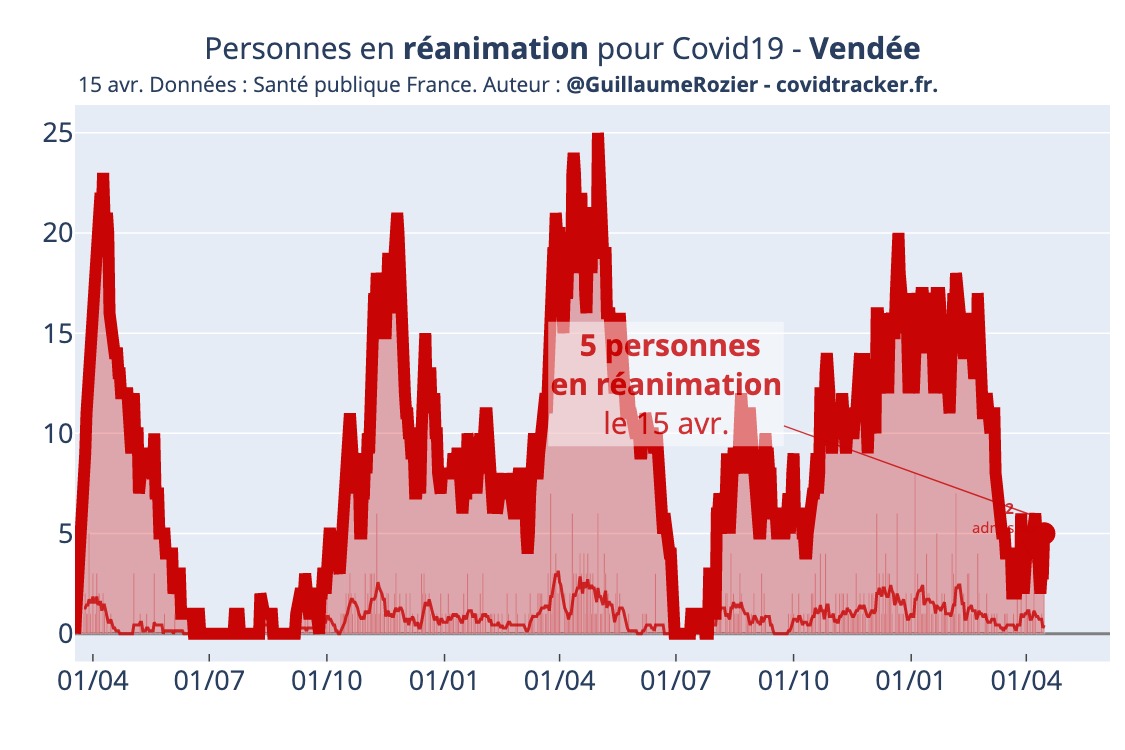 Personnes en réanimation pour Covid19 - Vendée
15 avr. Données : Santé publique France. Auteur : @GuillaumeRozier - covidtracker.fr.
25
20
15
10
5
0
5 personnes
en réanimation
le 15 avr.
2
01/04 01/07 01/10 01/01 01/04 01/07 01/10 01/01 01/04